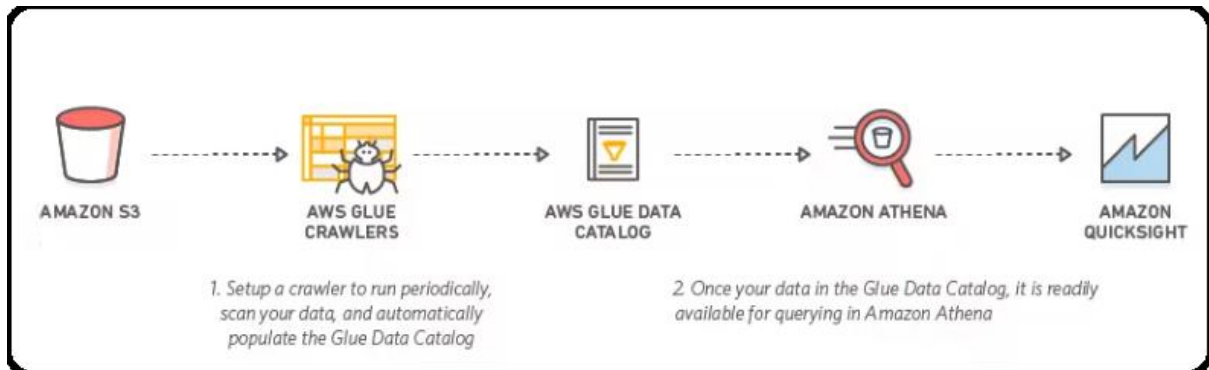 AMAZON S3
AWS GLUE
CRAWLERS
AWS GLUE DATA
CATALOG
AMAZON ATHENA
AMAZON
QUICKSIGHT
1. Setup a crawler to run periodically,
scan your data, and automatically
populate the Glue Data Catalog
2. Once your data in the Glue Data Catalog, it is readily
available for querying in Amazon Athena